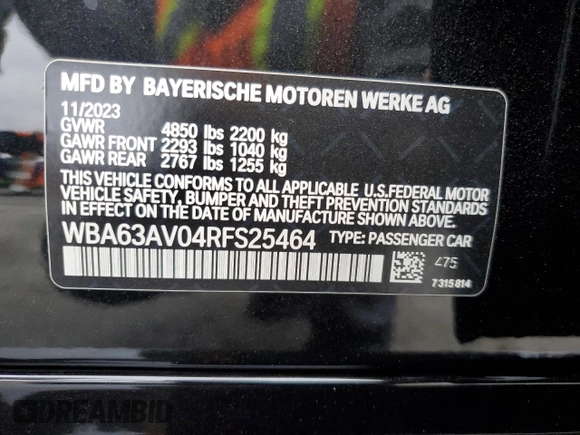 MFD BY BAYERISCHE MOTOREN WERKE AG
11/2023
GVWR 4850 lbs 2200 kg
GAWR FRONT 2293 lbs 1040 kg
GAWR REAR 2767 lbs 1255 kg
THIS VEHICLE CONFORMS TO ALL APPLICABLE U.S.FEDERAL MOTOR
VEHICLE SAFETY, BUMPER AND THEFT PREVENTION STANDARDS
IN EFFECT ON THE DATE OF MANUFACTURE SHOWN ABOVE.
WBA63AV04RFS25464 TYPE: PASSENGER CAR
475
7315814
DREAMBID